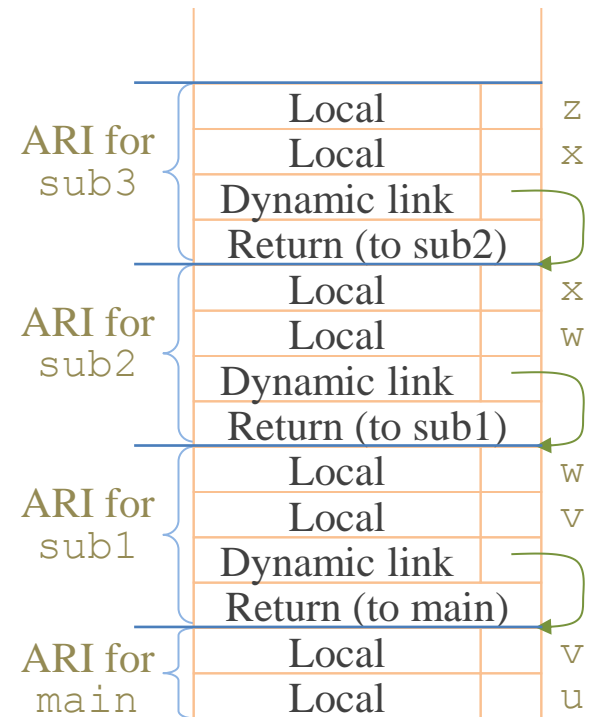 Local z
ARI for Local x
sub3 Dynamic link
Return (to sub2)
Local x
ARI for Local w
sub2 Dynamic link
Return (to sub1)
Local w
ARI for Local v
sub1 Dynamic link
Return (to main)
ARI for Local v
main Local u